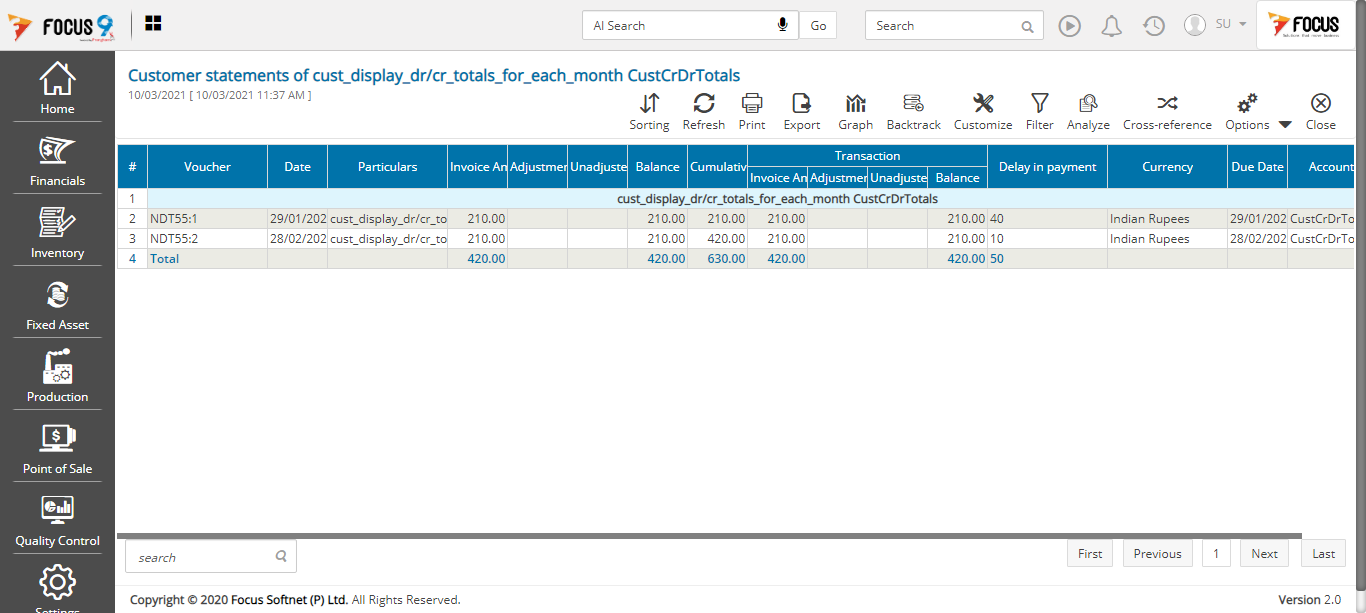 FOCUS 9
AI Search
Go
Search
SU
FOCUS
Home
Financials
Inventory
Fixed Asset
Production
Point of Sale
Quality Control
Settings
Customer statements of cust_display_dr/cr_totals_for_each_month CustCrDrTotals
10/03/2021 [ 10/03/2021 11:37 AM ]
Sorting Refresh Print Export Graph Backtrack Customize Filter Analyze Cross-reference Options Close
Transaction
# Voucher Date Particulars Invoice An Adjustmer Unadjuste Balance Cumulativ Invoice An Adjustmer Unadjuste Balance Delay in payment Currency Due Date Account
1 cust_display_dr/cr_totals_for_each_month CustCrDrTotals
2 NDT55:1 29/01/202 cust_display_dr/cr_to 210.00 210.00 210.00 210.00 210.00 40 Indian Rupees 29/01/202 CustCrDrTo
3 NDT55:2 28/02/202 cust_display_dr/cr_to 210.00 210.00 420.00 210.00 210.00 10 Indian Rupees 28/02/202 CustCrDrTo
4 Total 420.00 420.00 630.00 420.00 420.00 50
search
First Previous 1 Next Last
Copyright © 2020 Focus Softnet (P) Ltd. All Rights Reserved.
Version 2.0